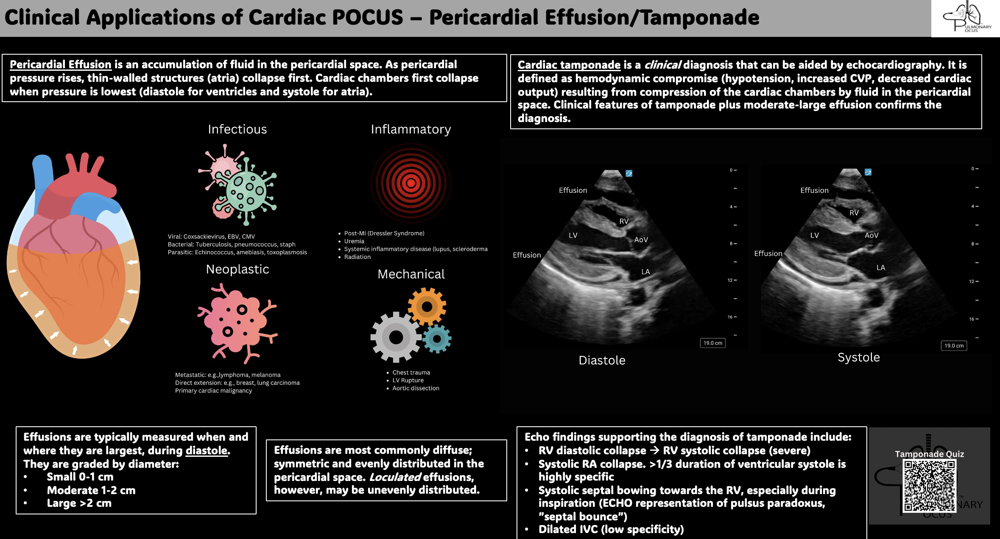 Clinical Applications of Cardiac POCUS – Pericardial Effusion/Tamponade
PULMONARY
POCUS
Pericardial Effusion is an accumulation of fluid in the pericardial space. As pericardial
pressure rises, thin-walled structures (atria) collapse first. Cardiac chambers first collapse
when pressure is lowest (diastole for ventricles and systole for atria).
Cardiac tamponade is a clinical diagnosis that can be aided by echocardiography. It is
defined as hemodynamic compromise (hypotension, increased CVP, decreased cardiac
output) resulting from compression of the cardiac chambers by fluid in the pericardial
space. Clinical features of tamponade plus moderate-large effusion confirms the
diagnosis.
Infectious
Viral: Coxsackievirus, EBV, CMV
Bacterial: Tuberculosis, pneumococcus, staph
Parasitic: Echinococcus, amebiasis, toxoplasmosis
Inflammatory
• Post-MI (Dressler Syndrome)
• Uremia
• Systemic inflammatory disease (lupus, scleroderma
• Radiation
Neoplastic
Metastatic: e.g.,lymphoma, melanoma
Direct extension: e.g., breast, lung carcinoma
Primary cardiac malignancy
Mechanical
• Chest trauma
• LV Rupture
• Aortic dissection
Effusion
RV
LV
AoV
Effusion
LA
0
4
8
12
16
19.0 cm
Diastole
Effusion
RV
LV
AoV
Effusion
LA
0
4
8
12
16
19.0 cm
Systole
Effusions are typically measured when and
where they are largest, during diastole.
They are graded by diameter:
• Small 0-1 cm
• Moderate 1-2 cm
• Large >2 cm
Effusions are most commonly diffuse;
symmetric and evenly distributed in the
pericardial space. Loculated effusions,
however, may be unevenly distributed.
Echo findings supporting the diagnosis of tamponade include:
• RV diastolic collapse → RV systolic collapse (severe)
• Systolic RA collapse. >1/3 duration of ventricular systole is
highly specific
• Systolic septal bowing towards the RV, especially during
inspiration (ECHO representation of pulsus paradoxus,
"septal bounce")
• Dilated IVC (low specificity)
Tamponade Quiz
™
NARY
OCUS